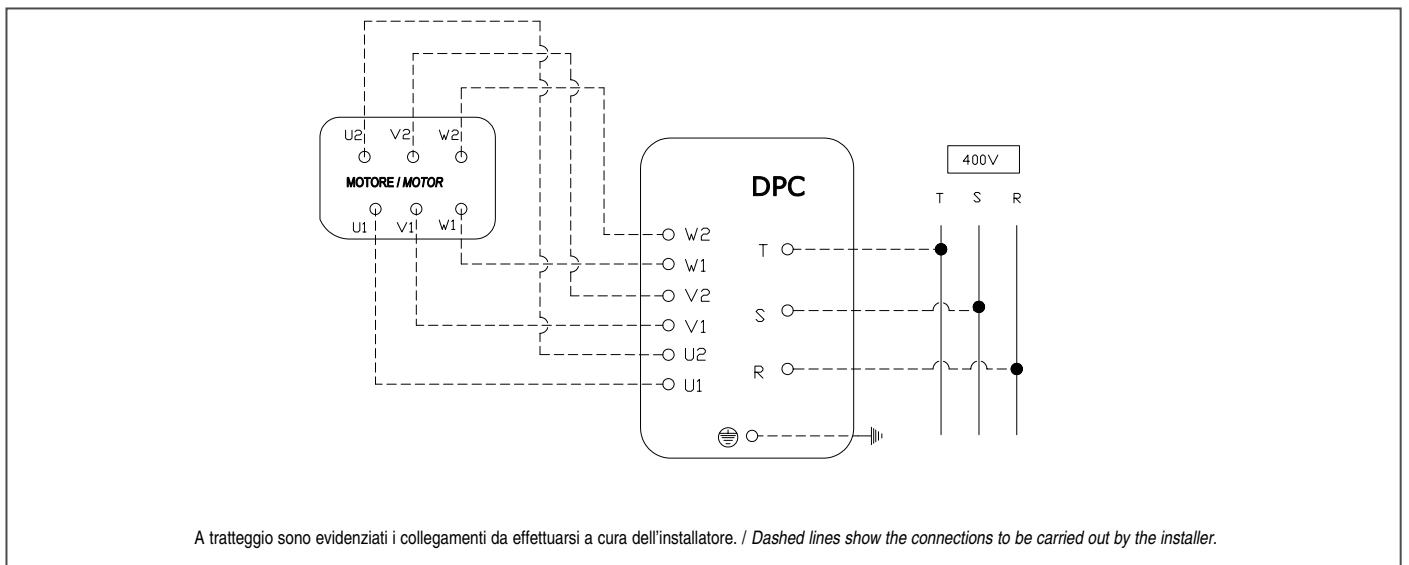 U2 V2 W2
MOTORE / MOTOR
U1 V1 W1
DPC
W2
W1
V2
V1
U2
U1
T
S
R
400V
T S R
A tratteggio sono evidenziati i collegamenti da effettuarsi a cura dell'installatore. / Dashed lines show the connections to be carried out by the installer.